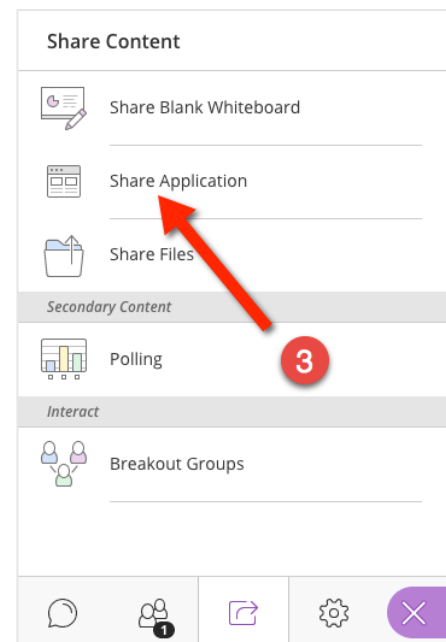 Share Content
Share Blank Whiteboard
Share Application
Share Files
Secondary Content
3
Polling
Interact
Breakout Groups
1